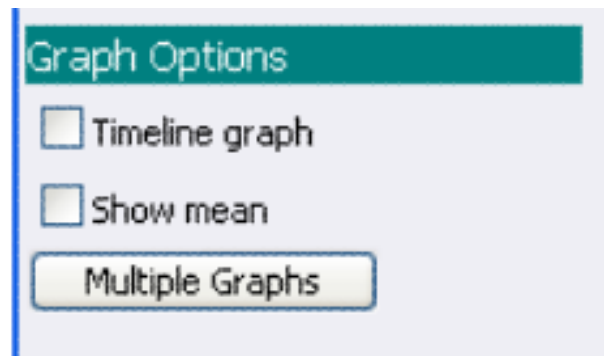 Graph Options
Timeline graph
Show mean
Multiple Graphs